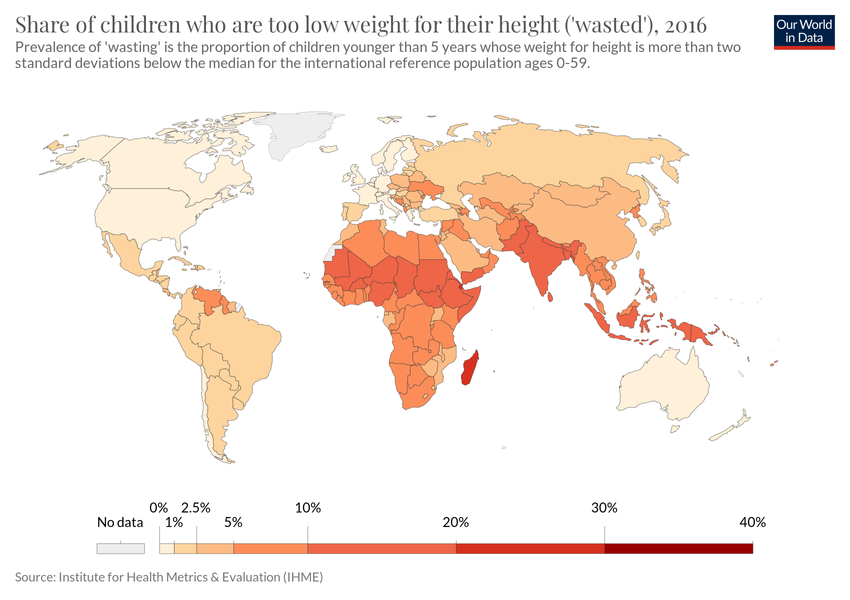 Share of children who are too low weight for their height ('wasted'), 2016
Our World
in Data
Prevalence of 'wasting' is the proportion of children younger than 5 years whose weight for height is more than two
standard deviations below the median for the international reference population ages 0-59.
0% 2.5% 10% 30%
No data 1% 5% 20% 40%
Source: Institute for Health Metrics & Evaluation (IHME)